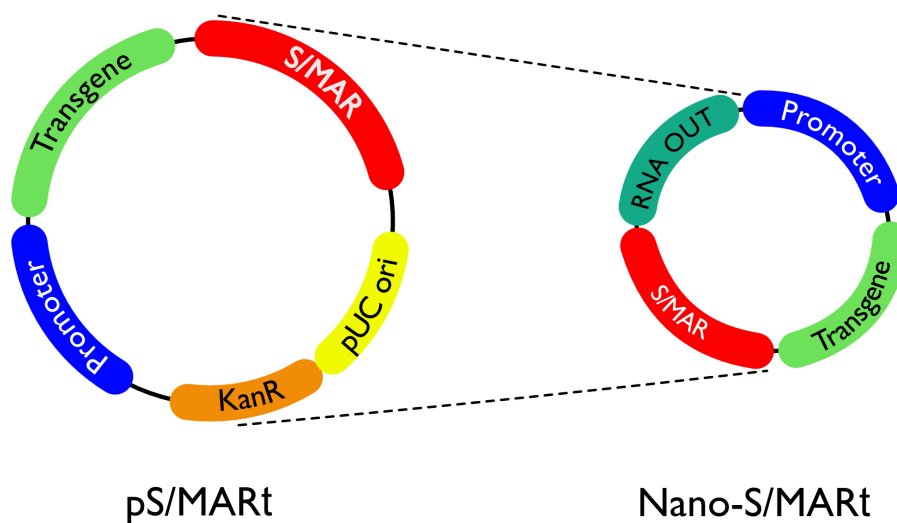 Transgene
S/MAR
Promoter
pUC ori
KanR
RNA OUT
Promoter
S/MAR
Transgene
pS/MARt
Nano-S/MARt